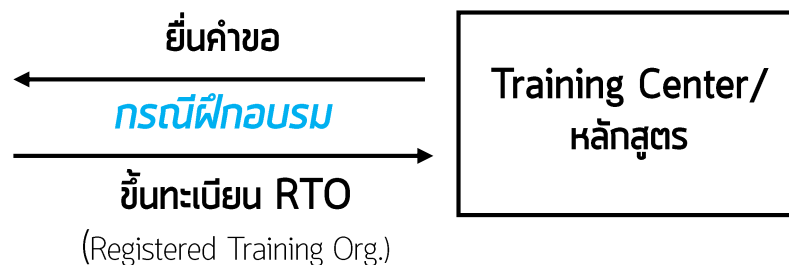 ยื่นคำขอ
กรณีฝึกอบรม
ขึ้นทะเบียน RTO
(Registered Training Org.)
Training Center/
หลักสูตร